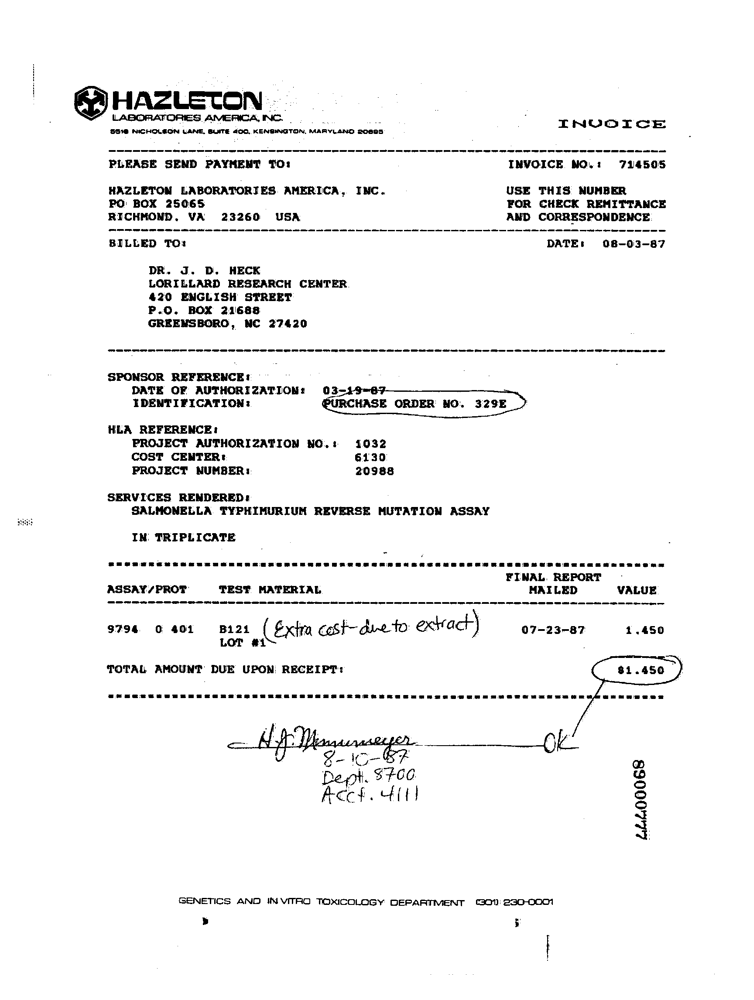 HAZLETON
LABORATORIES AMERICA, INC.
5516 NICHOLSON LANE, SUITE 400, KENSINGTON, MARYLAND 20895
INVOICE
PLEASE SEND PAYMENT TO: INVOICE NO.: 714505
HAZLETON LABORATORIES AMERICA, INC. USE THIS NUMBER
PO BOX 25065 FOR CHECK REMITTANCE
RICHMOND, VA 23260 USA AND CORRESPONDENCE
BILLED TO: DATE: 08-03-87
DR. J. D. HECK
LORILLARD RESEARCH CENTER
420 ENGLISH STREET
P.O. BOX 21688
GREENSBORO, NC 27420
SPONSOR REFERENCE:
DATE OF AUTHORIZATION: 03-19-87
IDENTIFICATION: PURCHASE ORDER NO. 329E
HLA REFERENCE:
PROJECT AUTHORIZATION NO.: 1032
COST CENTER: 6130
PROJECT NUMBER: 20988
SERVICES RENDERED:
SALMONELLA TYPHIMURIUM REVERSE MUTATION ASSAY
IN TRIPLICATE
FINAL REPORT
ASSAY/PROT TEST MATERIAL MAILED VALUE
9794 0 401 B121 (Extra cost-due to extract) 07-23-87 1.450
LOT #1
TOTAL AMOUNT DUE UPON RECEIPT: $1.450
H.J. OK
8-10-87
Dept. 8700
Acct. 4111
89000777
GENETICS AND IN VITRO TOXICOLOGY DEPARTMENT (301) 230-0001